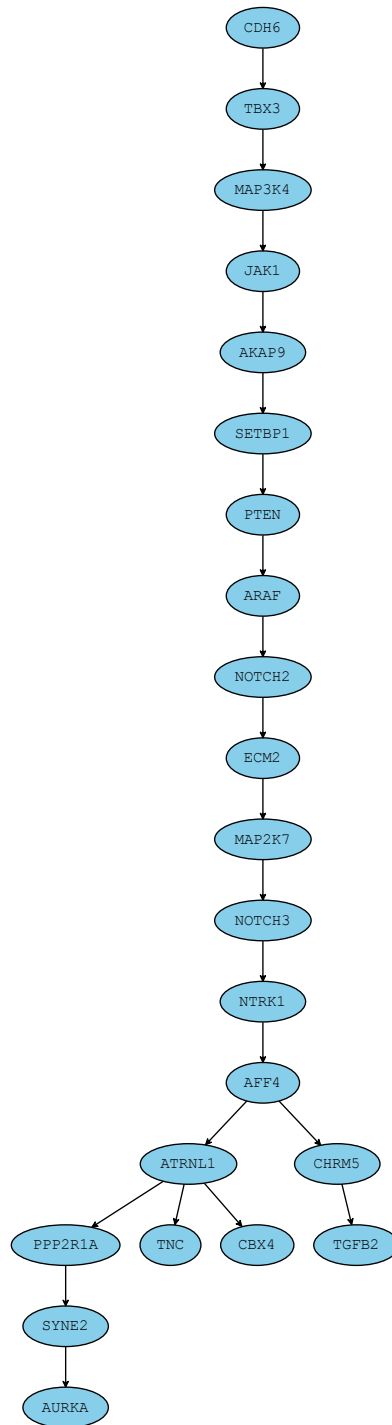 CDH6
TBX3
MAP3K4
JAK1
AKAP9
SETBP1
PTEN
ARAF
NOTCH2
ECM2
MAP2K7
NOTCH3
NTRK1
AFF4
ATRNL1 CHRM5
PPP2R1A TNC CBX4 TGFB2
SYNE2
AURKA